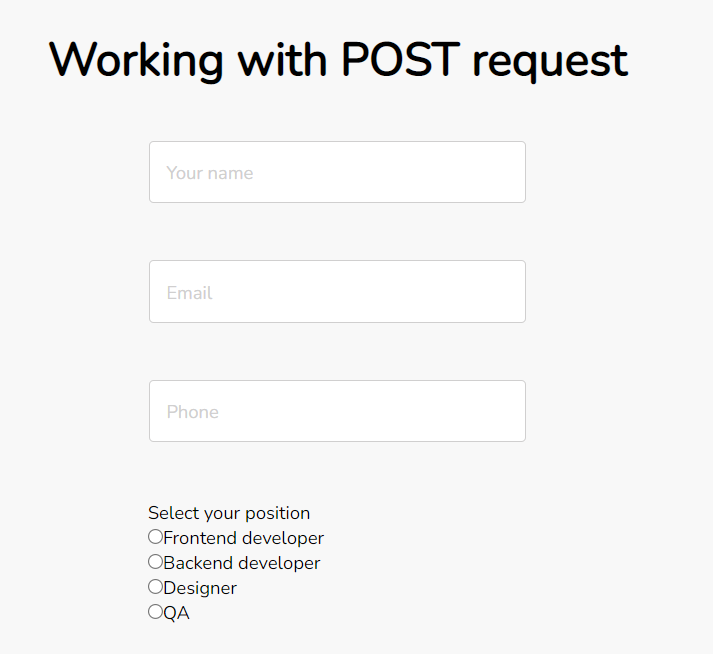 Working with POST request
Your name
Email
Phone
Select your position
Frontend developer
Backend developer
Designer
QA